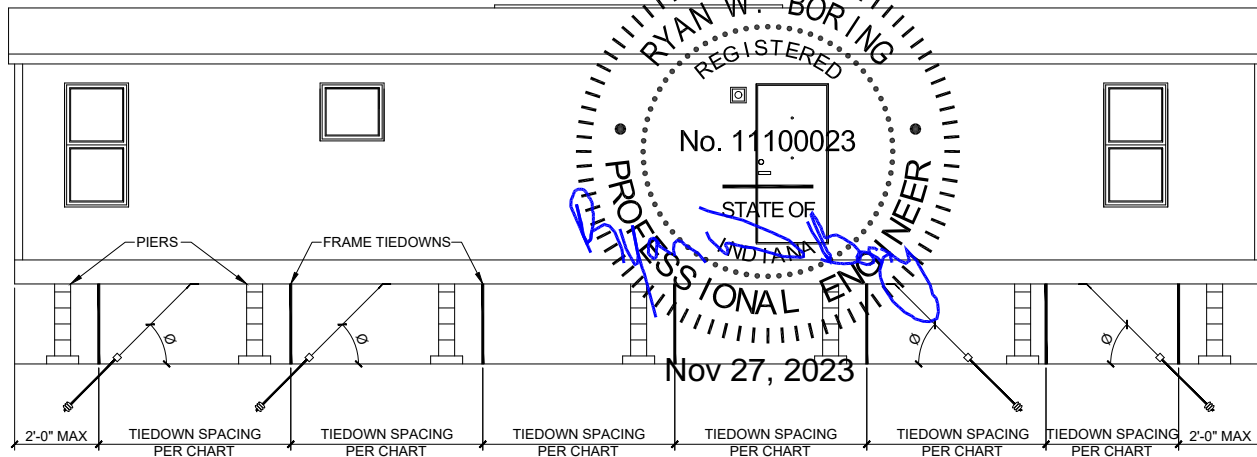 RYAN W. BORING
REGISTERED
No. 11100023
STATE OF
INDIANA
PROFESSIONAL ENGINEER
PIERS
FRAME TIEDOWNS
Ø
Ø
Ø
Ø
Nov 27, 2023
2'-0" MAX
TIEDOWN SPACING
PER CHART
TIEDOWN SPACING
PER CHART
TIEDOWN SPACING
PER CHART
TIEDOWN SPACING
PER CHART
TIEDOWN SPACING
PER CHART
TIEDOWN SPACING
PER CHART
2'-0" MAX